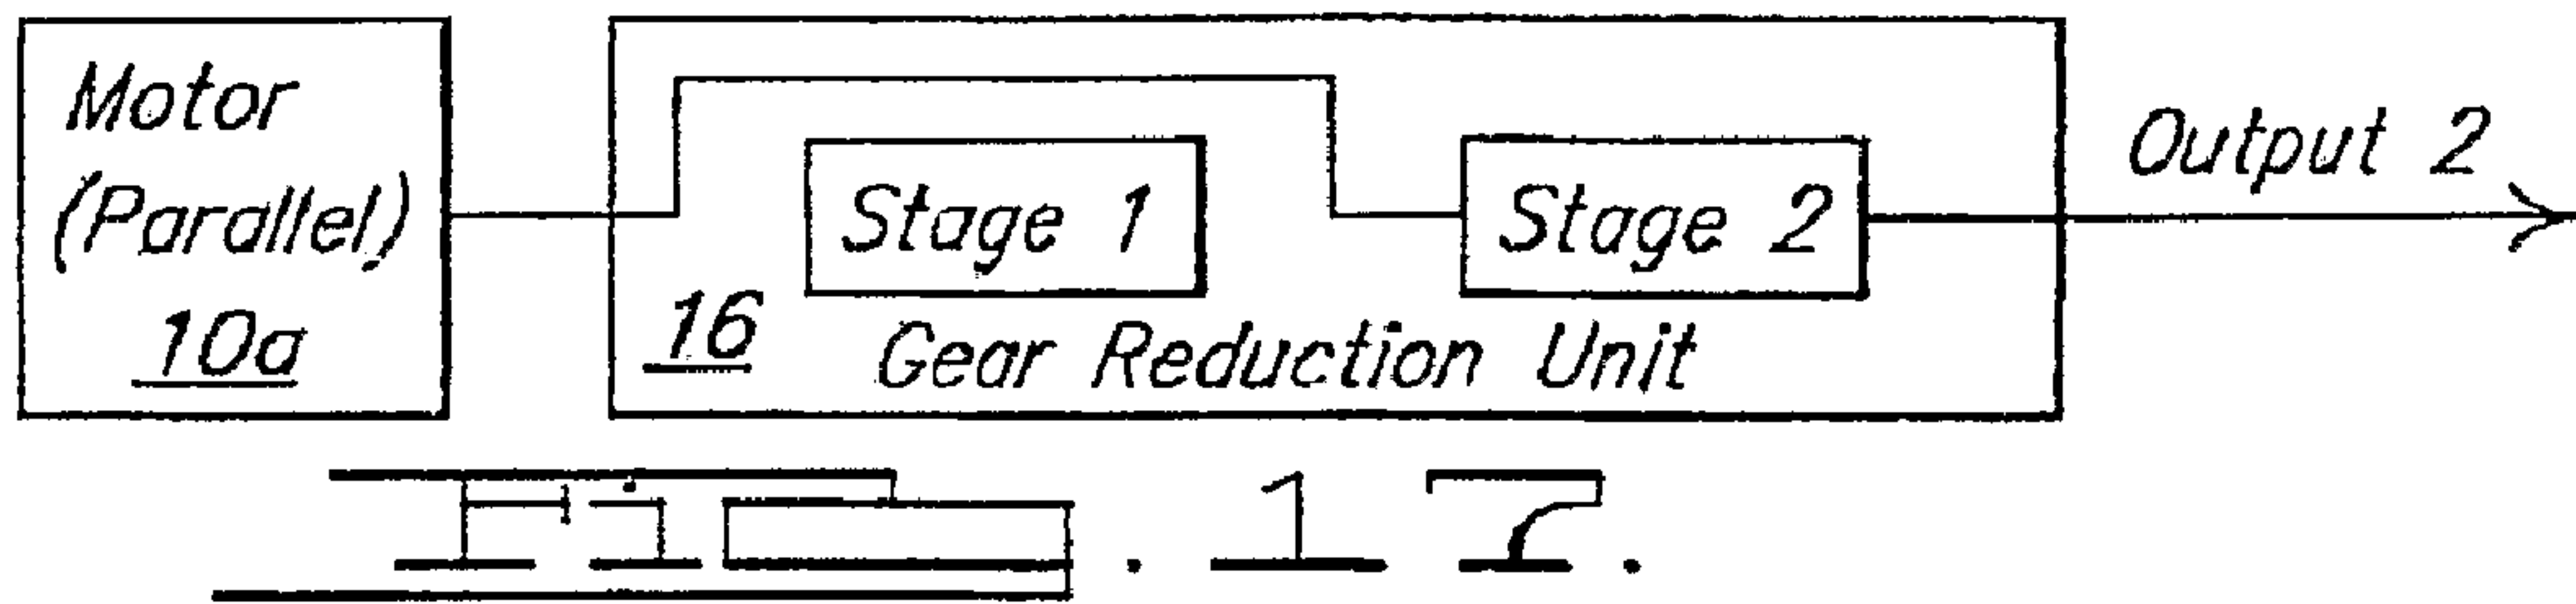 Motor
(Parallel)
10a
Stage 1
Stage 2
16
Gear Reduction Unit
Output 2
Fig. 17.